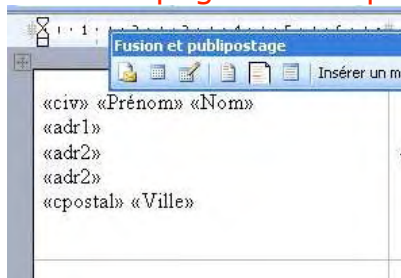 Fusion et publipostage
Insérer un m
«civ» «Prénom» «Nom»
«adr1»
«adr2»
«adr2»
«cpostal» «Ville»